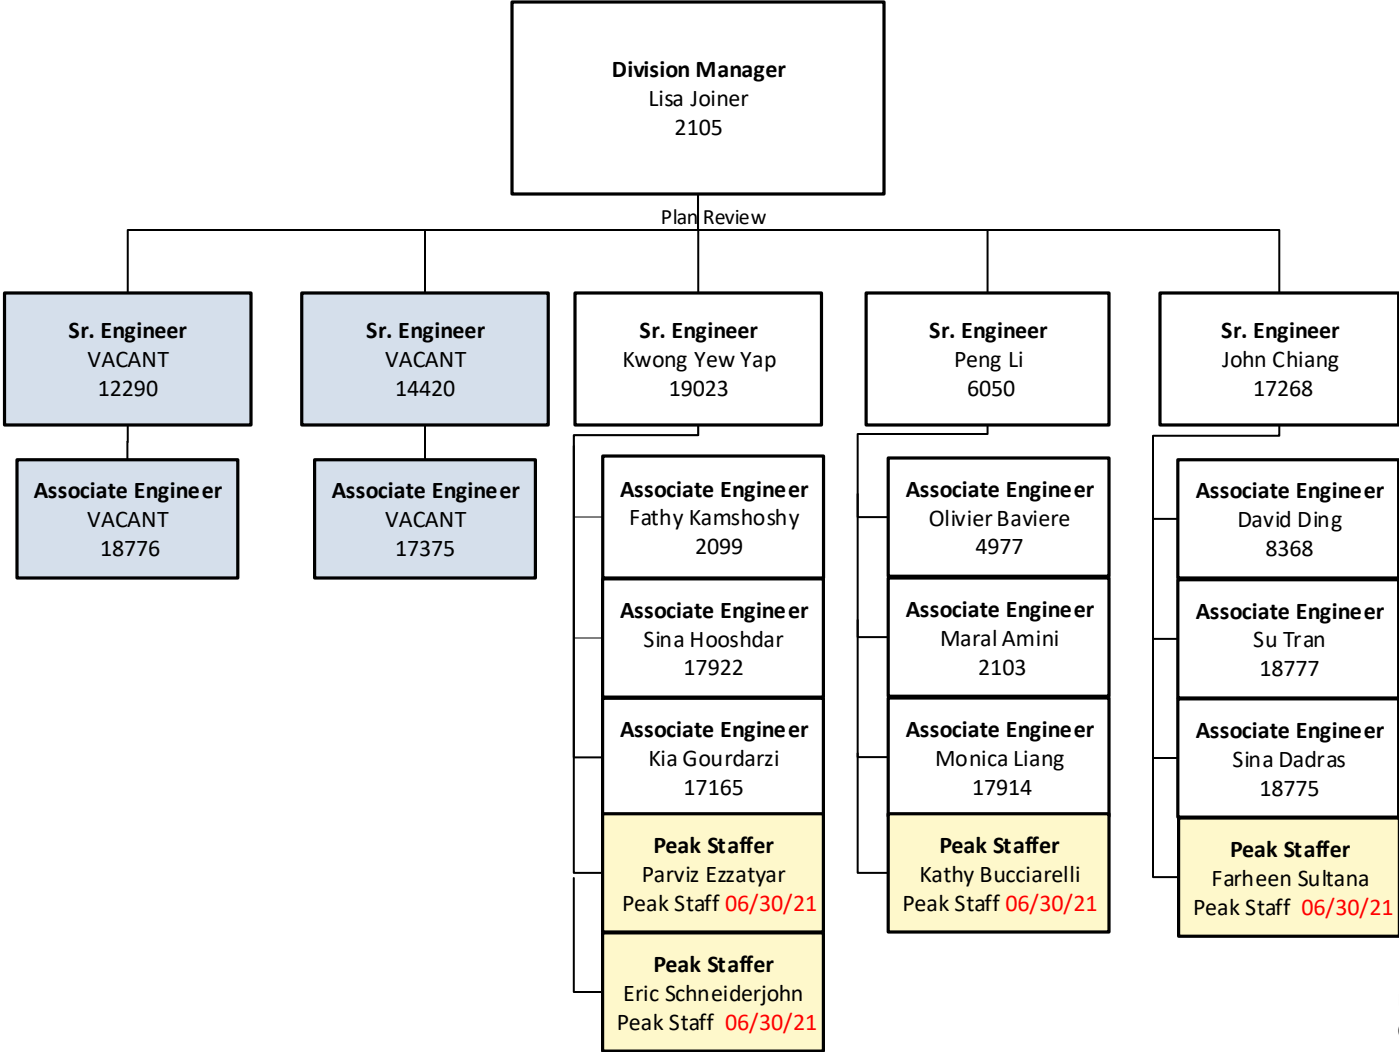 Division Manager
Lisa Joiner
2105
Plan Review
Sr. Engineer
VACANT
12290
Sr. Engineer
VACANT
14420
Sr. Engineer
Kwong Yew Yap
19023
Sr. Engineer
Peng Li
6050
Sr. Engineer
John Chiang
17268
Associate Engineer
VACANT
18776
Associate Engineer
VACANT
17375
Associate Engineer
Fathy Kamshoshy
2099
Associate Engineer
Sina Hooshdar
17922
Associate Engineer
Kia Gourdarzi
17165
Peak Staffer
Parviz Ezzatyar
Peak Staff 06/30/21
Peak Staffer
Eric Schneiderjohn
Peak Staff 06/30/21
Associate Engineer
Olivier Baviere
4977
Associate Engineer
Maral Amini
2103
Associate Engineer
Monica Liang
17914
Peak Staffer
Kathy Bucciarelli
Peak Staff 06/30/21
Associate Engineer
David Ding
8368
Associate Engineer
Su Tran
18777
Associate Engineer
Sina Dadras
18775
Peak Staffer
Farheen Sultana
Peak Staff 06/30/21